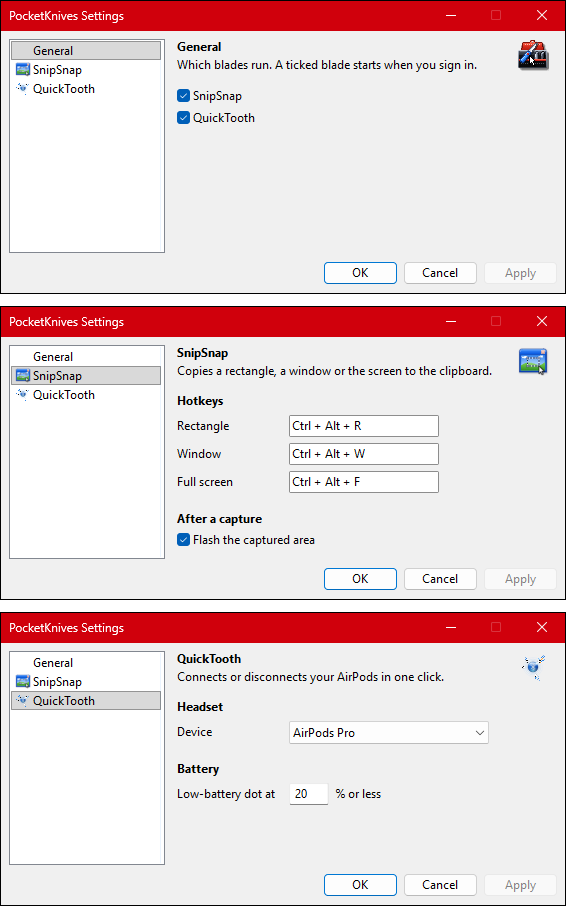 PocketKnives Settings
General
SnipSnap
QuickTooth
General
Which blades run. A ticked blade starts when you sign in.
SnipSnap
QuickTooth
OK Cancel Apply
PocketKnives Settings
General
SnipSnap
QuickTooth
SnipSnap
Copies a rectangle, a window or the screen to the clipboard.
Hotkeys
Rectangle Ctrl + Alt + R
Window Ctrl + Alt + W
Full screen Ctrl + Alt + F
After a capture
Flash the captured area
OK Cancel Apply
PocketKnives Settings
General
SnipSnap
QuickTooth
QuickTooth
Connects or disconnects your AirPods in one click.
Headset
Device AirPods Pro
Battery
Low-battery dot at 20 % or less
OK Cancel Apply